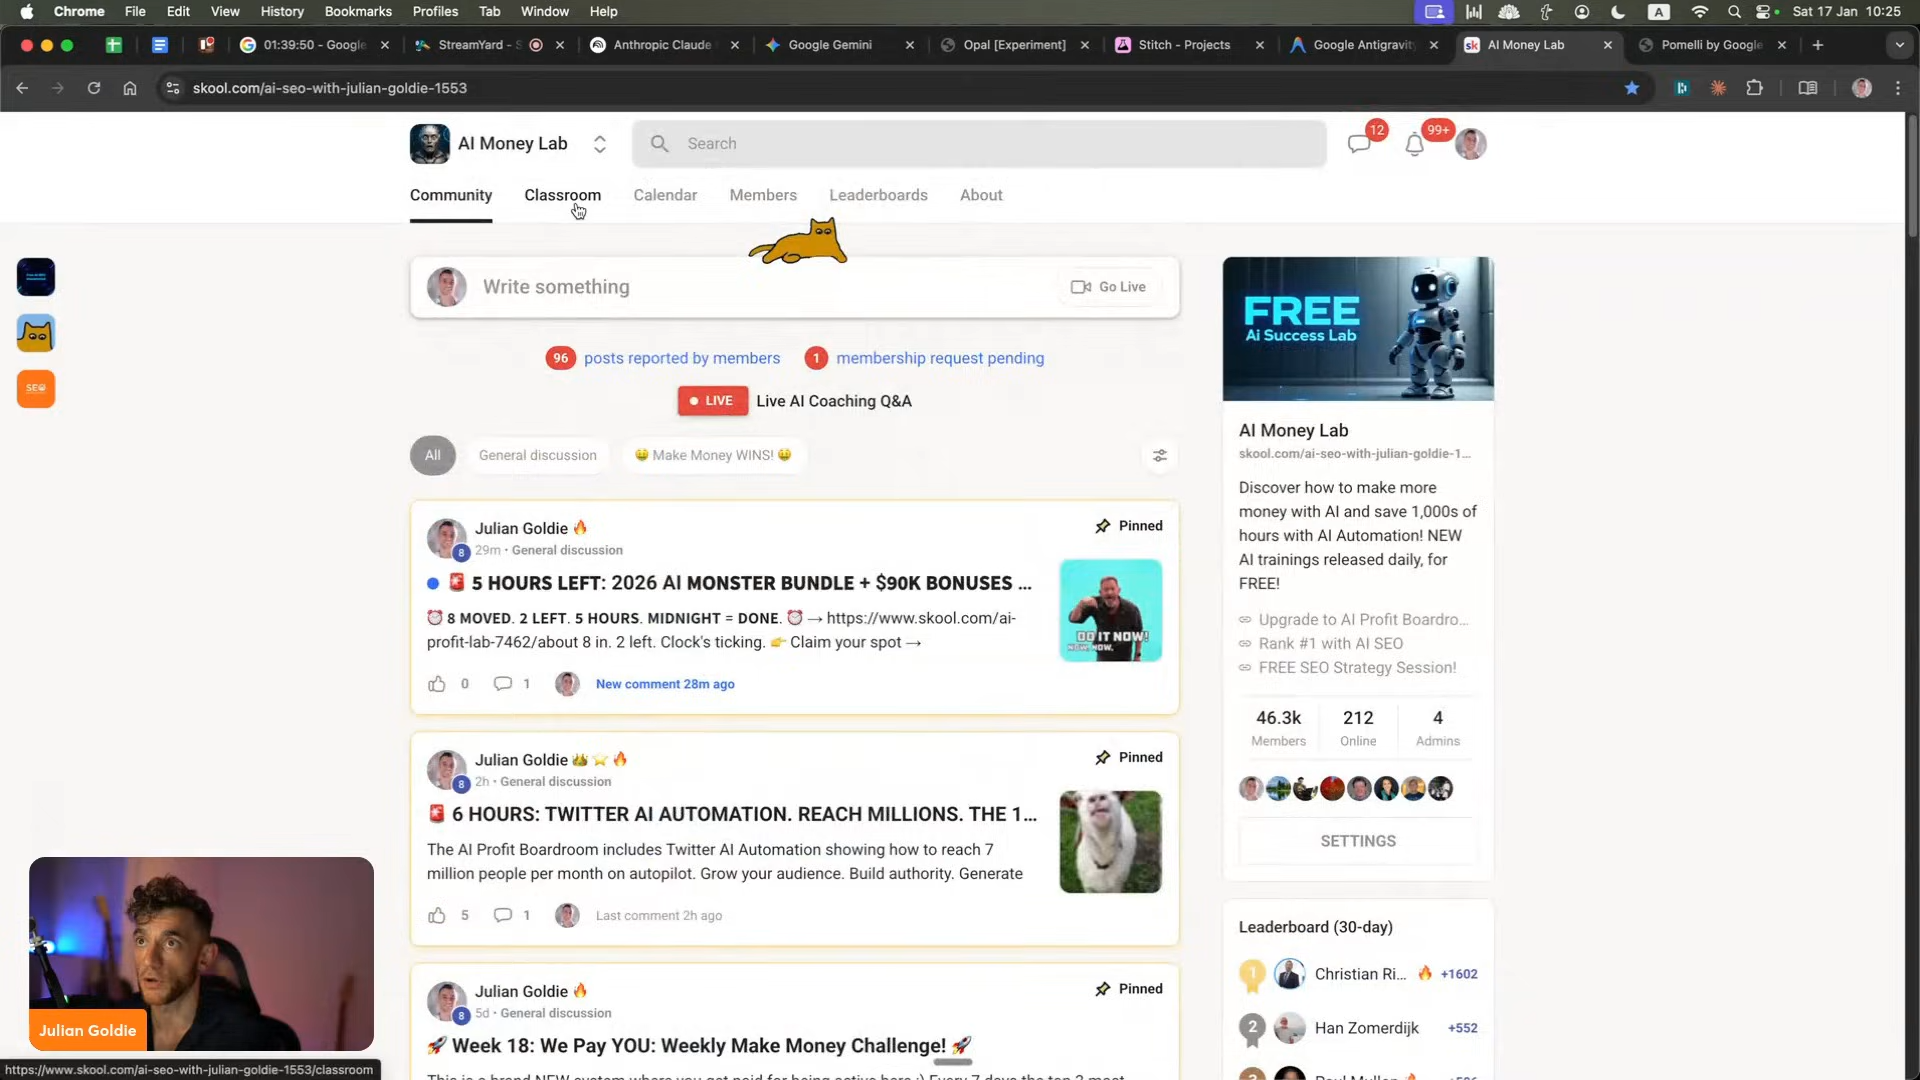 Chrome File Edit View History Bookmarks Profiles Tab Window Help
A Sat 17 Jan 10:25
01:39:50 - Google
StreamYard - S
Anthropic Claude
Google Gemini
Opal [Experiment]
Stitch - Projects
Google Antigravity
sk AI Money Lab
Pomelli by Google
skool.com/ai-seo-with-julian-goldie-1553
AI Money Lab
Search
12
99+
Community Classroom Calendar Members Leaderboards About
Write something
Go Live
96 posts reported by members 1 membership request pending
LIVE Live AI Coaching Q&A
All General discussion 🤑 Make Money WINS! 🤑
SEO
Julian Goldie 🔥
Pinned
8 29m • General discussion
🚨 5 HOURS LEFT: 2026 AI MONSTER BUNDLE + $90K BONUSES ...
⏰ 8 MOVED. 2 LEFT. 5 HOURS. MIDNIGHT = DONE. ⏰ → https://www.skool.com/ai-
profit-lab-7462/about 8 in. 2 left. Clock's ticking. 👉 Claim your spot →
DO IT NOW!
NOW, NOW.
0 1 New comment 28m ago
Julian Goldie 👑⭐🔥
Pinned
8 2h • General discussion
🚨 6 HOURS: TWITTER AI AUTOMATION. REACH MILLIONS. THE 1...
The AI Profit Boardroom includes Twitter AI Automation showing how to reach 7
million people per month on autopilot. Grow your audience. Build authority. Generate
5 1 Last comment 2h ago
Julian Goldie 🔥
Pinned
8 5d • General discussion
🚀 Week 18: We Pay YOU: Weekly Make Money Challenge! 🚀
FREE
Ai Success Lab
AI Money Lab
skool.com/ai-seo-with-julian-goldie-1...
Discover how to make more
money with AI and save 1,000s of
hours with AI Automation! NEW
AI trainings released daily, for
FREE!
Upgrade to AI Profit Boardro...
Rank #1 with AI SEO
FREE SEO Strategy Session!
46.3k 212 4
Members Online Admins
SETTINGS
Leaderboard (30-day)
1 Christian Ri... 🔥 +1602
2 Han Zomerdijk +552
Julian Goldie
https://www.skool.com/ai-seo-with-julian-goldie-1553/classroom